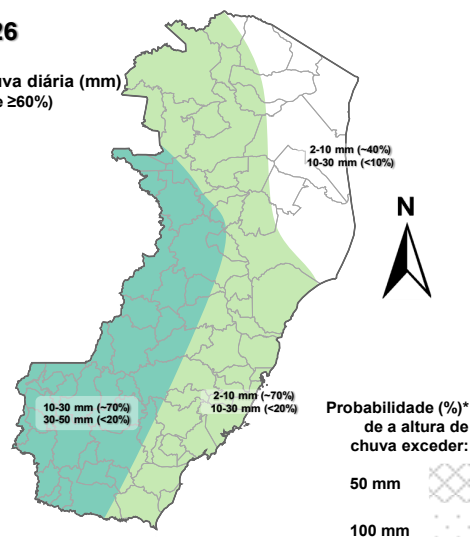 26
uva diária (mm)
e ≥60%)
2-10 mm (~40%)
10-30 mm (<10%)
N
10-30 mm (~70%)
30-50 mm (<20%)
2-10 mm (~70%)
10-30 mm (<20%)
Probabilidade (%)*
de a altura de
chuva exceder:
50 mm
100 mm